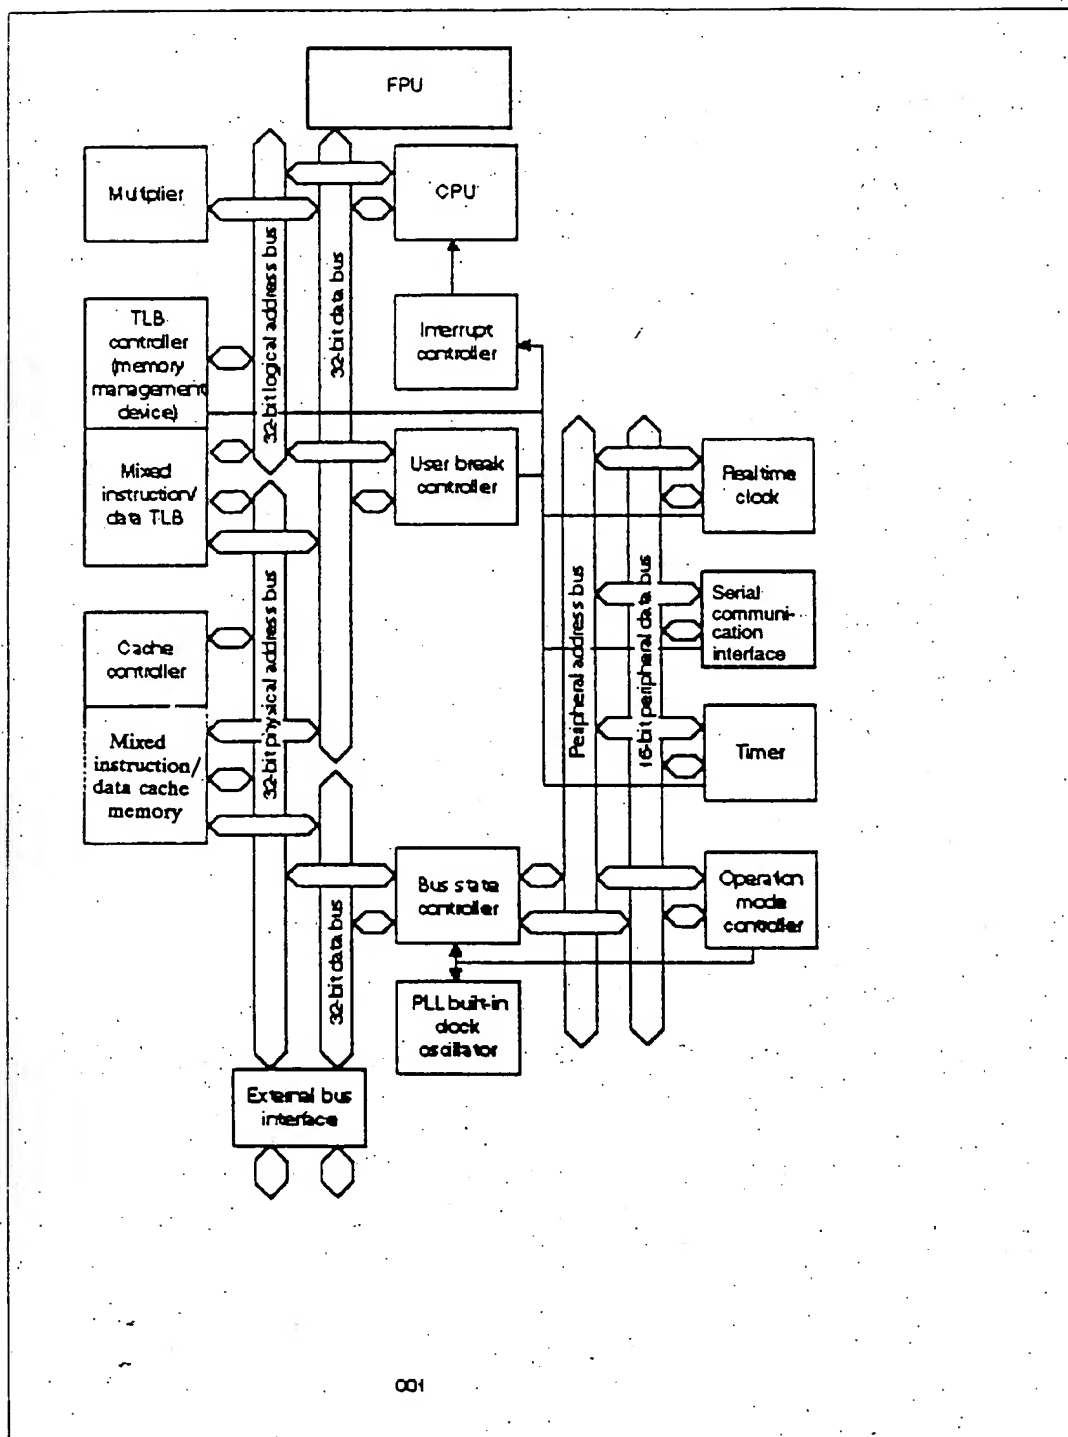 FPU
Multplier
CPU
32-bit logical address bus
32-bit data bus
TLB
controller
(memory
management
device)
Interrupt
controller
Mixed
instruction/
data TLB
User break
controller
Realtime
clock
Peripheral address bus
16-bit peripheral data bus
Serial
communi-
cation
interface
Cache
controller
32-bit physical address bus
Mixed
instruction/
data cache
memory
Timer
32-bit data bus
Bus state
controller
Operation
mode
controller
PLL built-in
clock
oscillator
External bus
interface
001